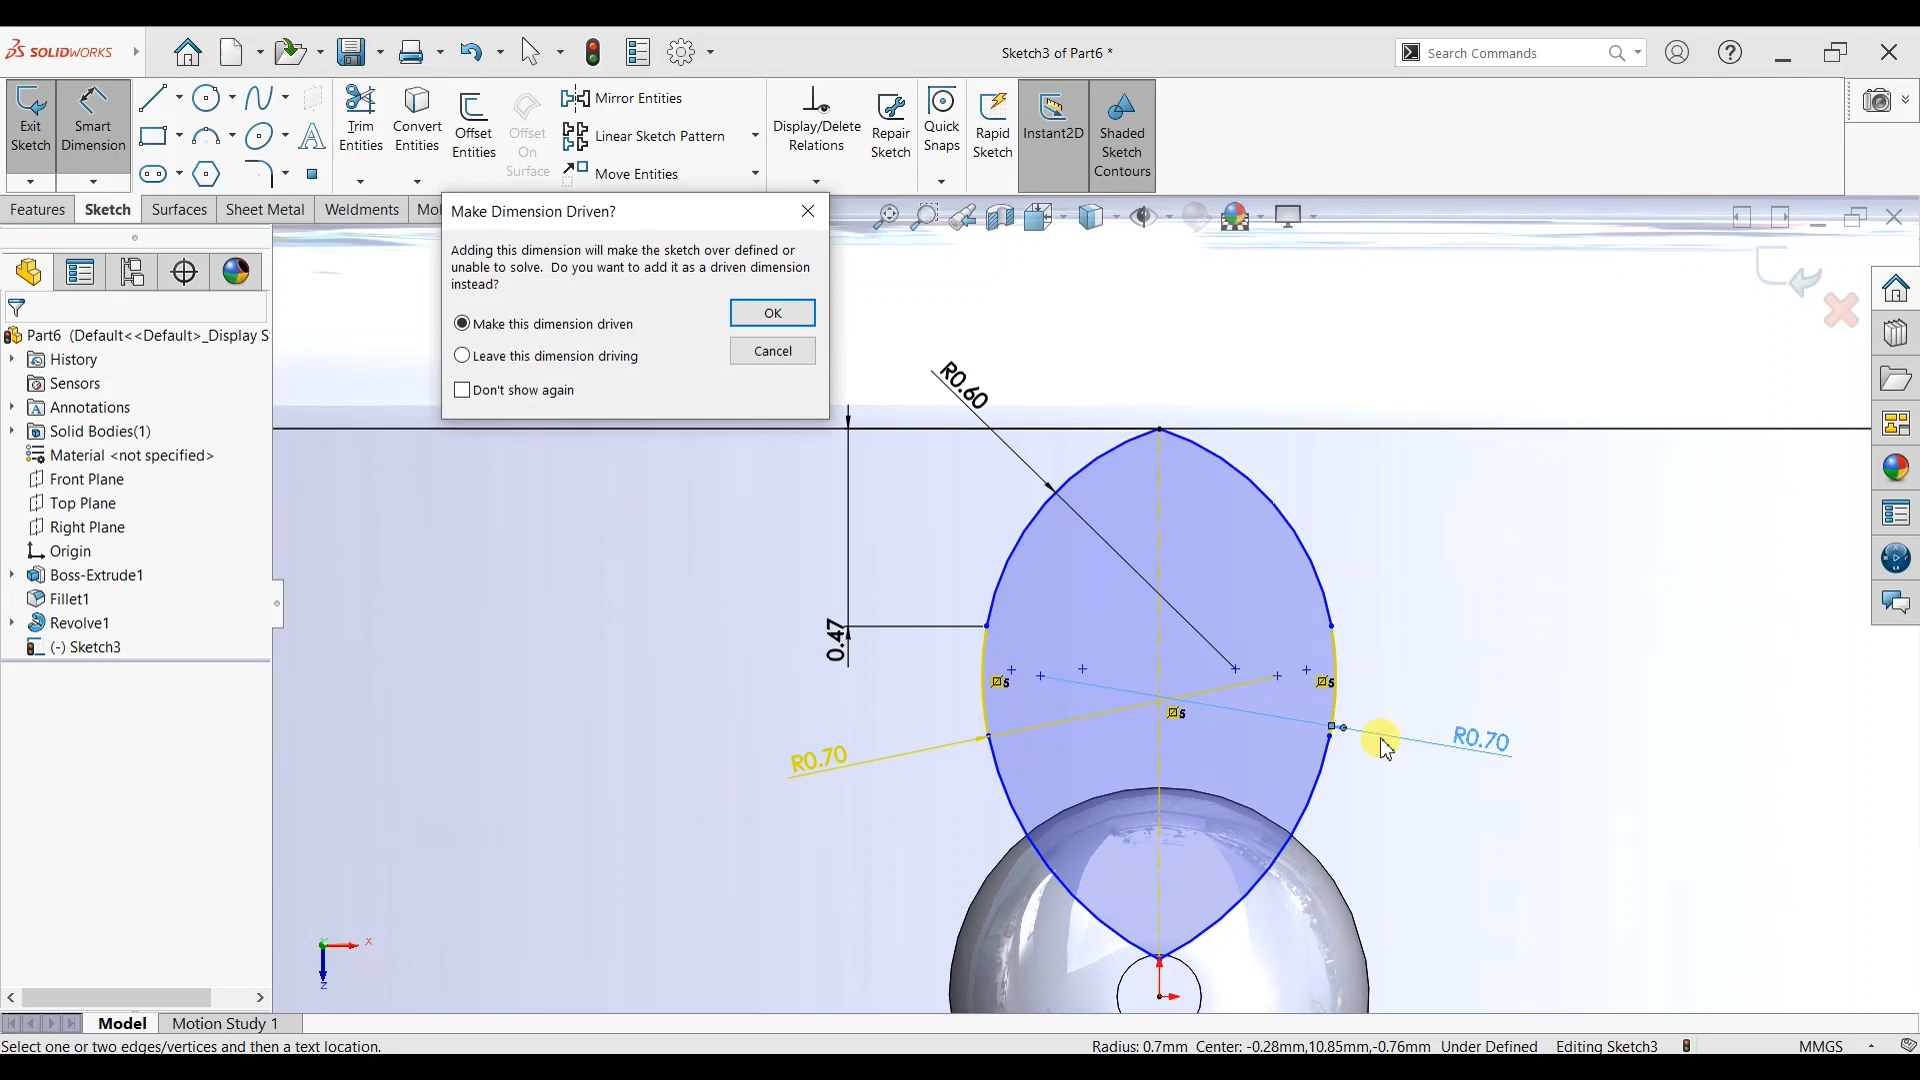 SOLIDWORKS
Sketch3 of Part6 *
Search Commands
Exit Sketch
Smart Dimension
Trim Entities
Convert Entities
Offset Entities
Offset On Surface
Mirror Entities
Linear Sketch Pattern
Move Entities
Display/Delete Relations
Repair Sketch
Quick Snaps
Rapid Sketch
Instant2D
Shaded Sketch Contours
Features
Sketch
Surfaces
Sheet Metal
Weldments
Mol
Make Dimension Driven?
Adding this dimension will make the sketch over defined or
unable to solve. Do you want to add it as a driven dimension
instead?
Make this dimension driven
Leave this dimension driving
Don't show again
OK
Cancel
Part6 (Default<<Default>_Display S
History
Sensors
Annotations
Solid Bodies(1)
Material <not specified>
Front Plane
Top Plane
Right Plane
Origin
Boss-Extrude1
Fillet1
Revolve1
(-) Sketch3
R0.60
0.47
5
5
5
R0.70
R0.70
X
Z
Model
Motion Study 1
Select one or two edges/vertices and then a text location.
Radius: 0.7mm Center: -0.28mm,10.85mm,-0.76mm
Under Defined
Editing Sketch3
MMGS